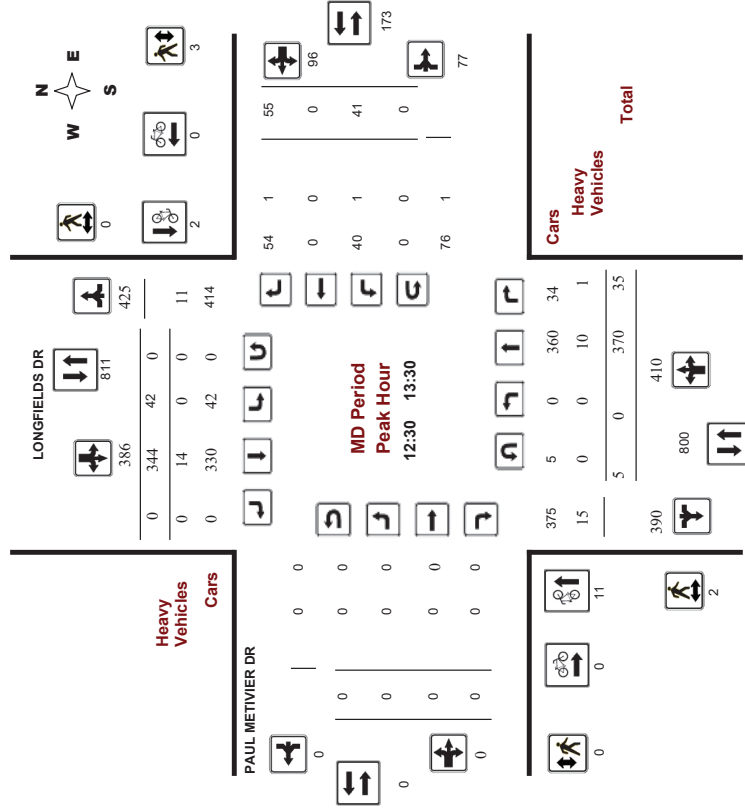 N
W E
S
3
0
0
2
LONGFIELDS DR
811
386
425
0 344 42 0
Heavy
Vehicles
0 14 0 0 11
Cars
0 330 42 0 414
173
96
77
54 1 55
0 0 0
40 1 41
0 0 0
76 1
MD Period
Peak Hour
12:30 13:30
PAUL METIVIER DR
0
0
0
0 0
0 0 0
0 0 0
0 0 0
0 0 0
375 5 0 360 34 Cars
15 0 0 10 1 Heavy
Vehicles
5 0 370 35 Total
390
410
800
11
0
0
2